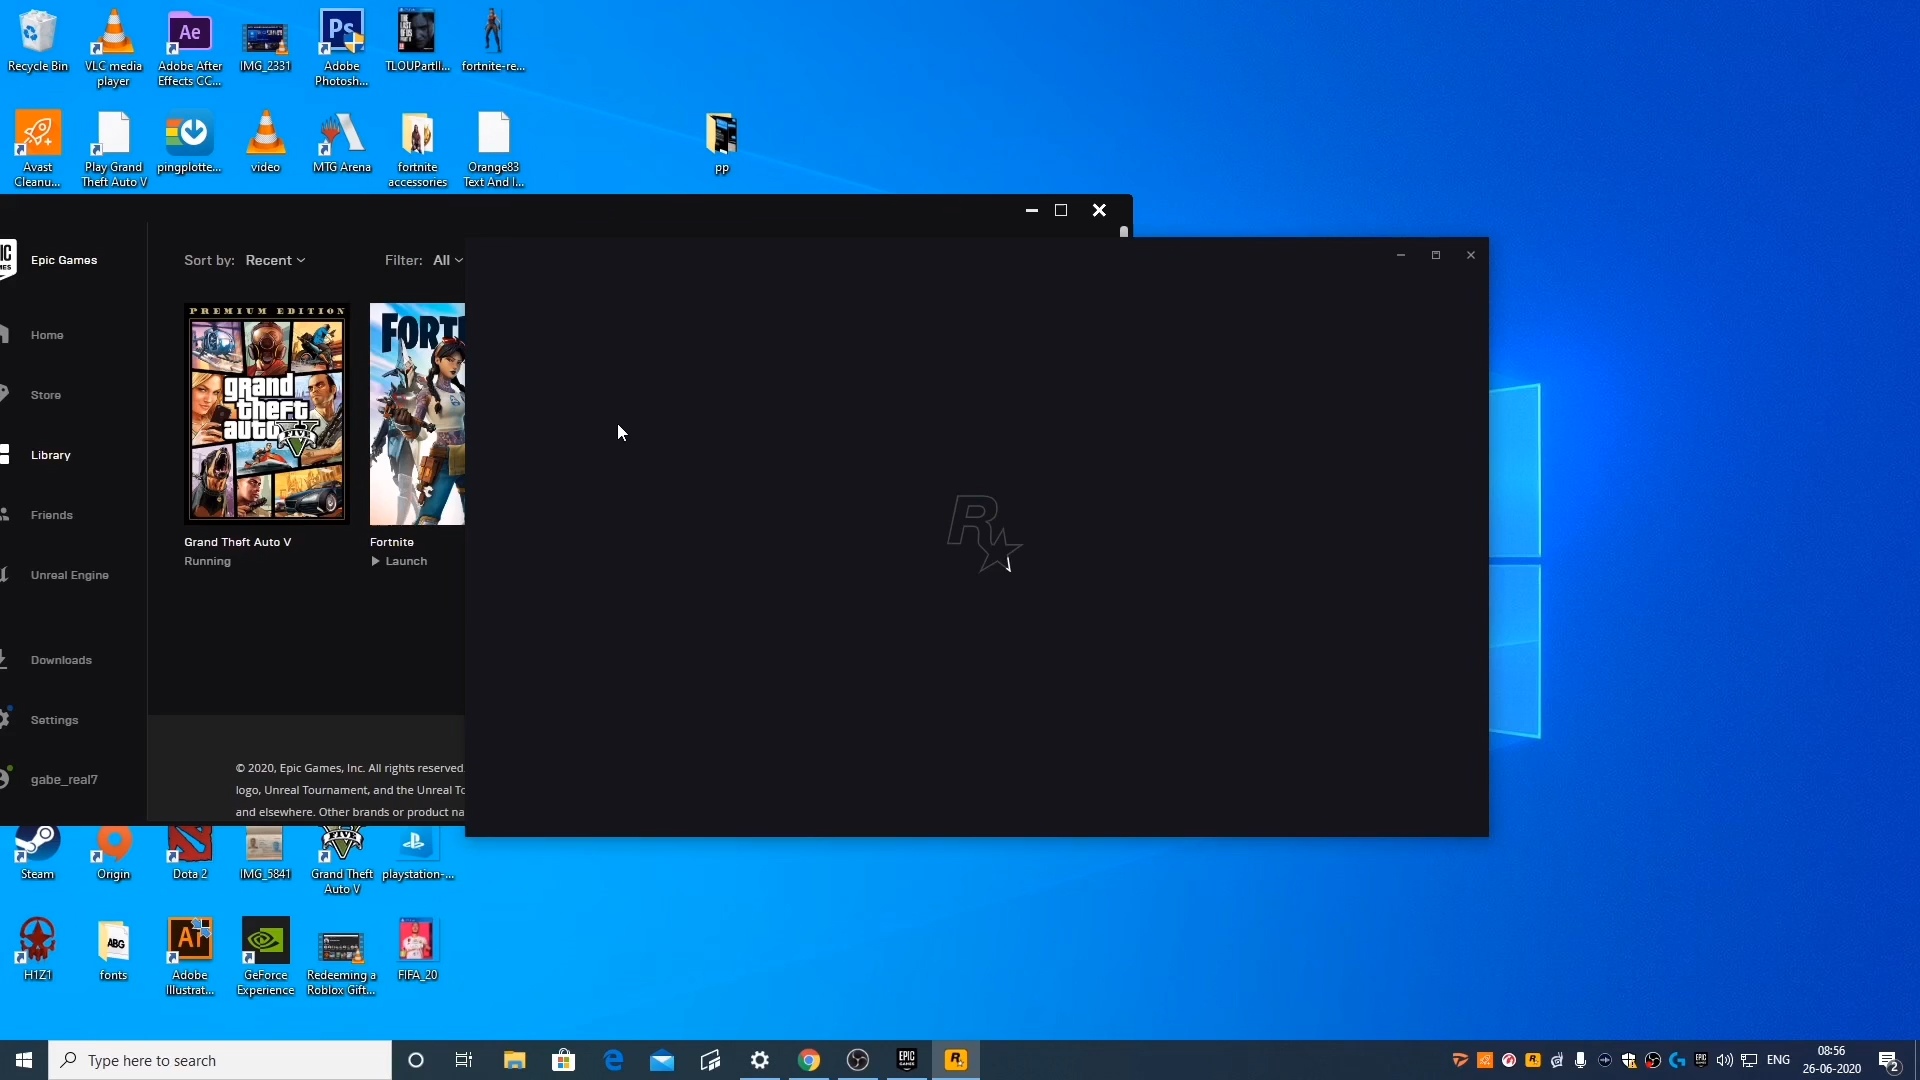 Recycle Bin
VLC media
player
Adobe After
Effects CC...
IMG_2331
Adobe
Photosh...
TLOUPartII...
fortnite-re...
Avast
Cleanu...
Play Grand
Theft Auto V
pingplotte...
video
MTG Arena
fortnite
accessories
Orange83
Text And I...
pp
Epic Games
Home
Store
Library
Friends
Unreal Engine
Downloads
Settings
gabe_real7
Sort by: Recent
Filter: All
PREMIUM EDITION
grand
theft
auto
FIVE
Grand Theft Auto V
Running
FORT
Fortnite
Launch
© 2020, Epic Games, Inc. All rights reserved.
logo, Unreal Tournament, and the Unreal To
and elsewhere. Other brands or product na
R
Steam
Origin
Dota 2
IMG_5841
Grand Theft
Auto V
playstation-...
H1Z1
fonts
Adobe
Illustrat...
GeForce
Experience
Redeeming a
Roblox Gift...
FIFA_20
Type here to search
ENG
08:56
26-06-2020
2